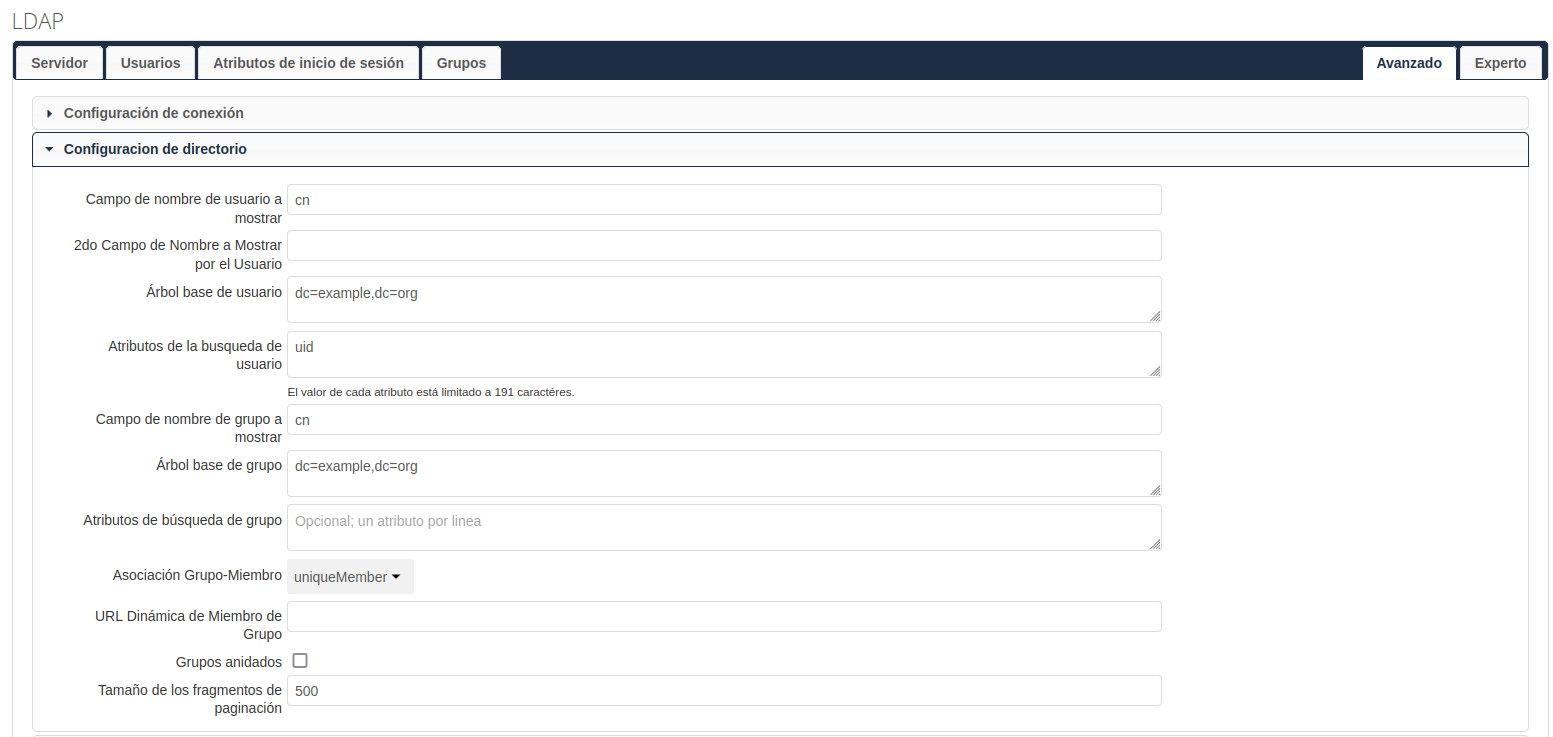 LDAP
Servidor
Usuarios
Atributos de inicio de sesión
Grupos
Avanzado
Experto
Configuración de conexión
Configuracion de directorio
Campo de nombre de usuario a
mostrar
cn
2do Campo de Nombre a Mostrar
por el Usuario
Árbol base de usuario
dc=example,dc=org
Atributos de la busqueda de
usuario
uid
El valor de cada atributo está limitado a 191 caractéres.
Campo de nombre de grupo a
mostrar
cn
Árbol base de grupo
dc=example,dc=org
Atributos de búsqueda de grupo
Opcional; un atributo por linea
Asociación Grupo-Miembro
uniqueMember
URL Dinámica de Miembro de
Grupo
Grupos anidados
Tamaño de los fragmentos de
paginación
500